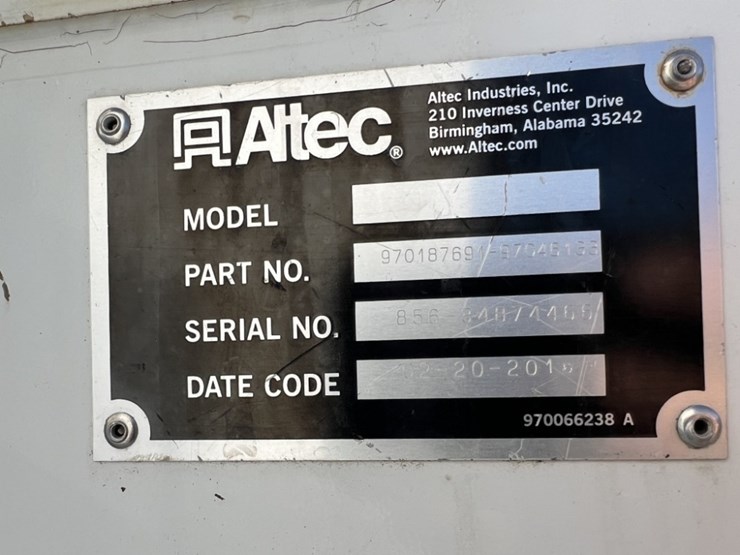 Altec®
Altec Industries, Inc.
210 Inverness Center Drive
Birmingham, Alabama 35242
www.Altec.com
MODEL
PART NO.
SERIAL NO.
DATE CODE
970066238 A